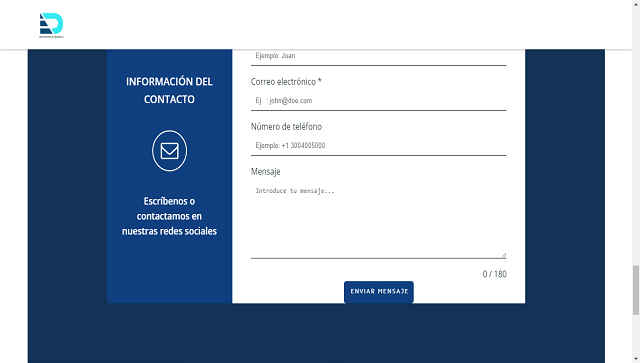 INFORMACIÓN DEL
CONTACTO
Escríbenos o
contactamos en
nuestras redes sociales
Ejemplo: Juan
Correo electrónico *
Ej. : john@doe.com
Número de teléfono
Ejemplo: +1 3004005000
Mensaje
Introduce tu mensaje...
0 / 180
ENVIAR MENSAJE